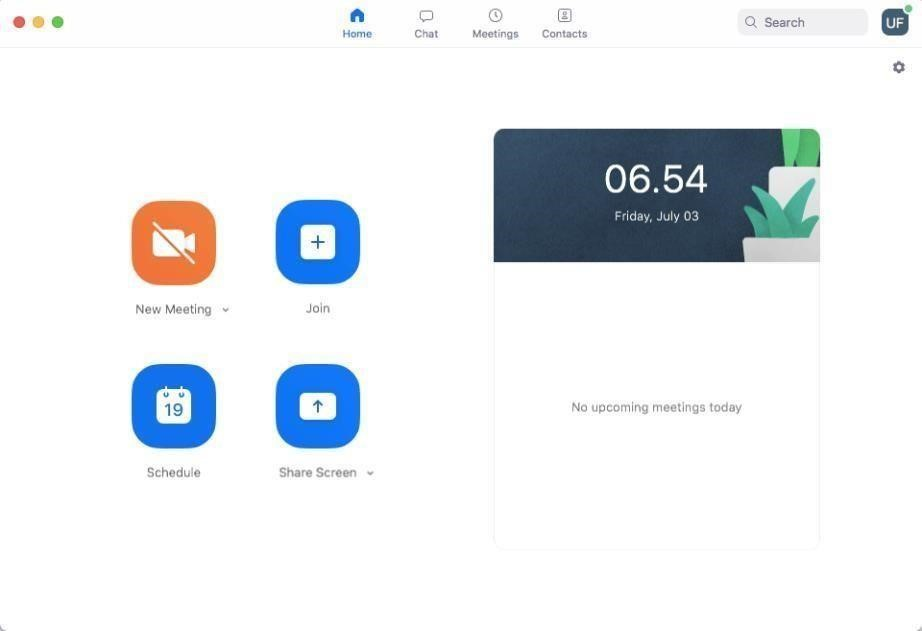 Home
Chat
Meetings
Contacts
Search
UF
06.54
Friday, July 03
New Meeting
Join
19
Schedule
Share Screen
No upcoming meetings today